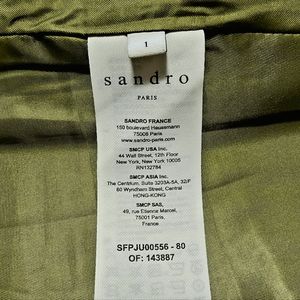 1
sandro
PARIS
SANDRO FRANCE
150 boulevard Haussmann
75008 Paris
www.sandro-paris.com
SMCP USA Inc.
44 Wall Street, 12th Floor
New York, New York 10005
RN132784
SMCP ASIA Inc.
The Centrium, Suite 3203A-5A, 32/F
60 Wyndham Street, Central
HONG-KONG
SMCP SAS,
49, rue Etienne Marcel,
75001 Paris,
France
SFPJU00556 - 80
OF: 143887